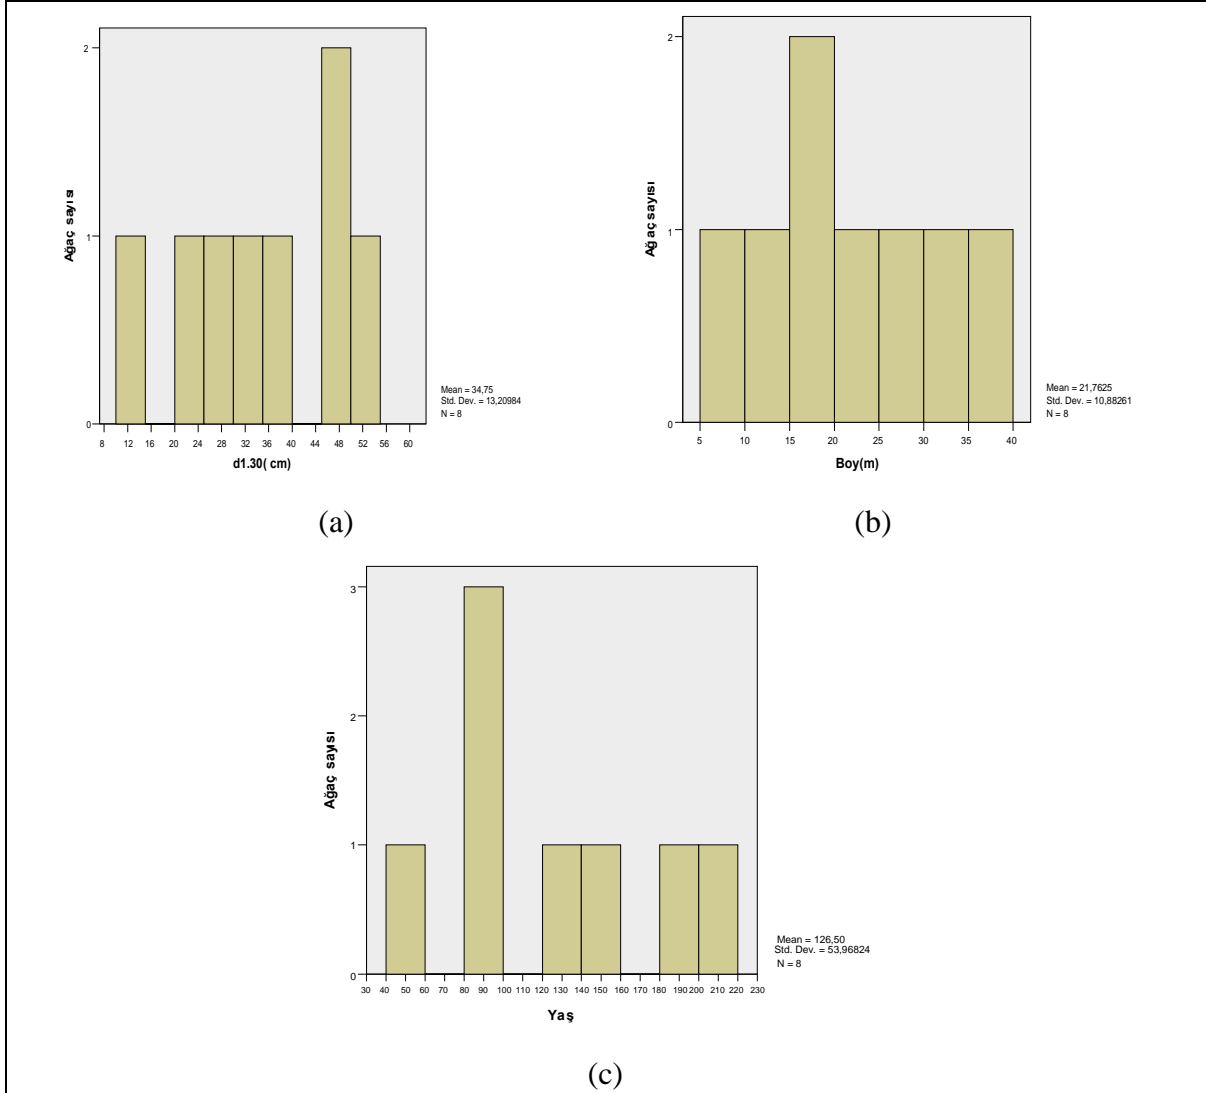 2
1
0
Ağaç sayısı
8 12 16 20 24 28 32 36 40 44 48 52 56 60
d1.30( cm)
Mean = 34,75
Std. Dev. = 13,20984
N = 8
(a)
2
1
0
Ağaç sayısı
5 10 15 20 25 30 35 40
Boy(m)
Mean = 21,7625
Std. Dev. = 10,88261
N = 8
(b)
3
2
1
0
Ağaç sayısı
30 40 50 60 70 80 90 100 110 120 130 140 150 160 170 180 190 200 210 220 230
Yaş
Mean = 126,50
Std. Dev. = 53,96824
N = 8
(c)